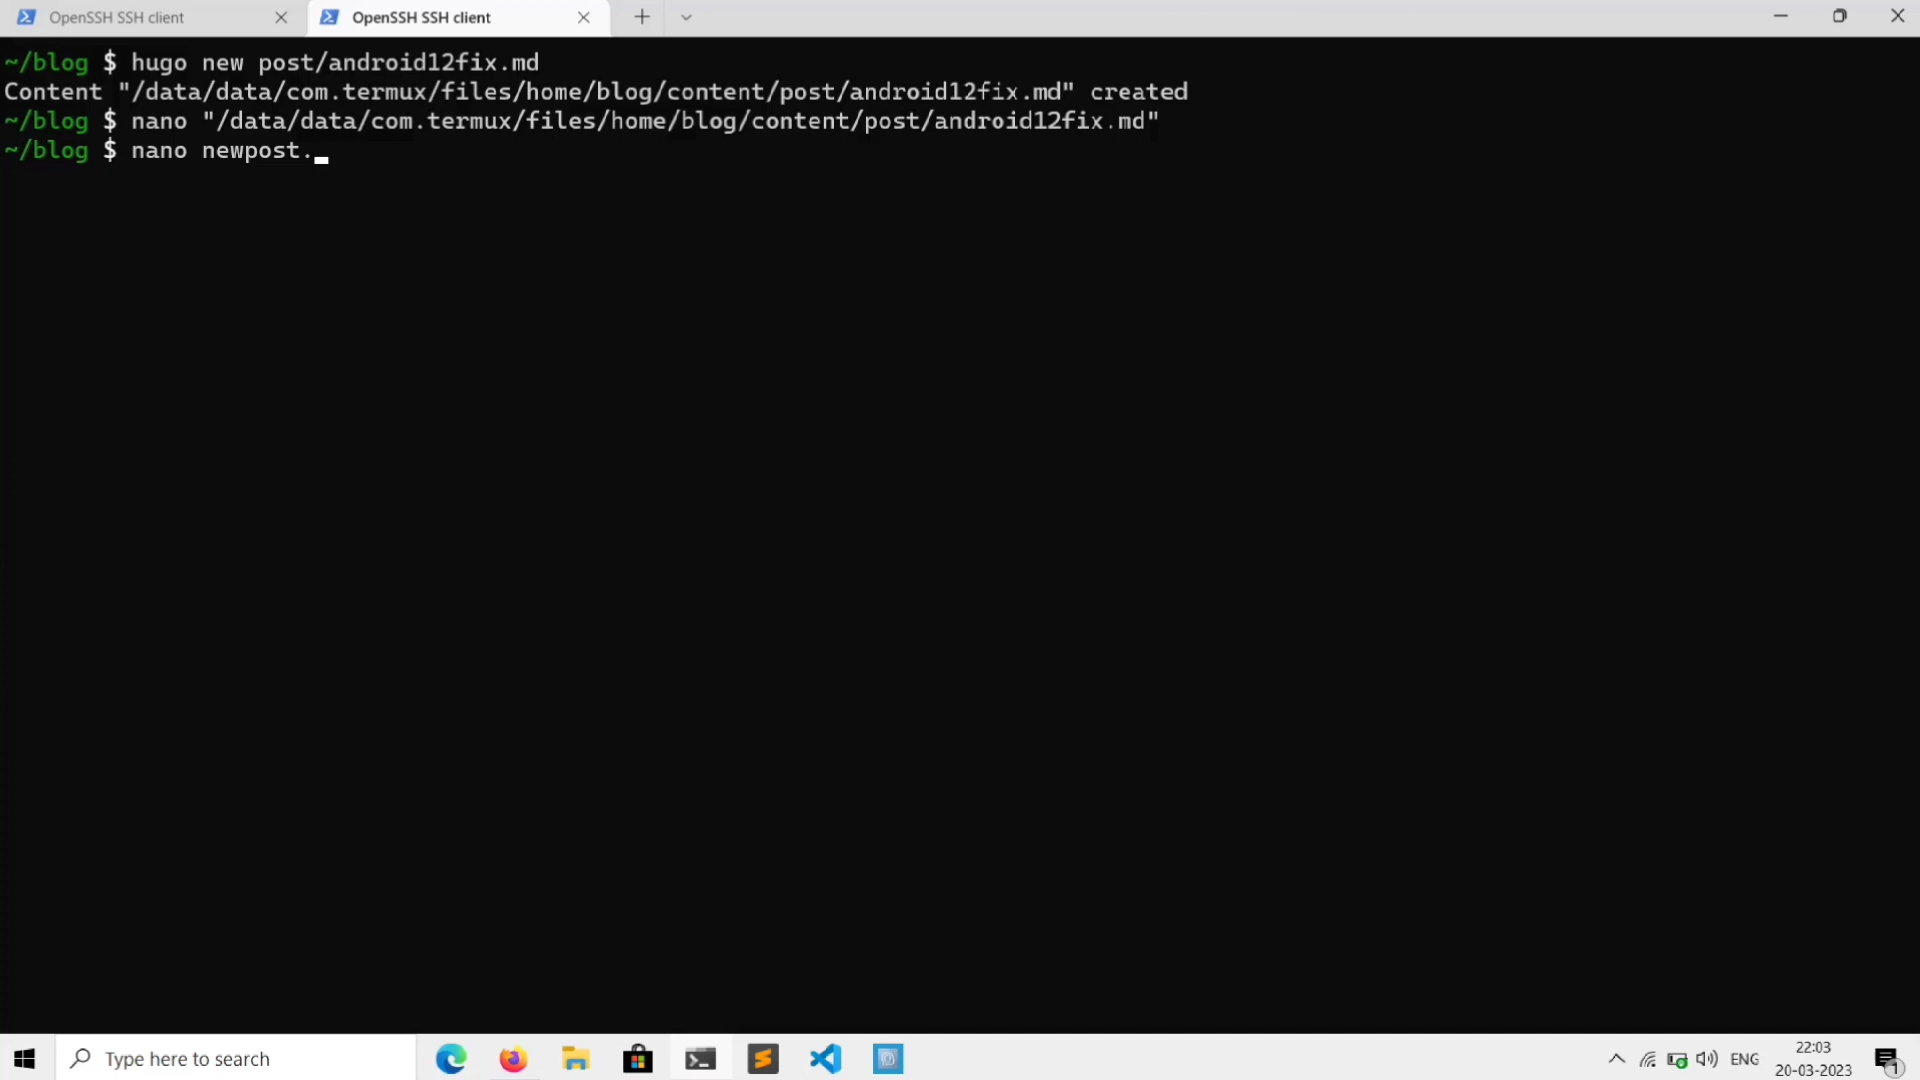 OpenSSH SSH client
OpenSSH SSH client
~/blog $ hugo new post/android12fix.md
Content "/data/data/com.termux/files/home/blog/content/post/android12fix.md" created
~/blog $ nano "/data/data/com.termux/files/home/blog/content/post/android12fix.md"
~/blog $ nano newpost.
Type here to search
ENG
22:03
20-03-2023
1